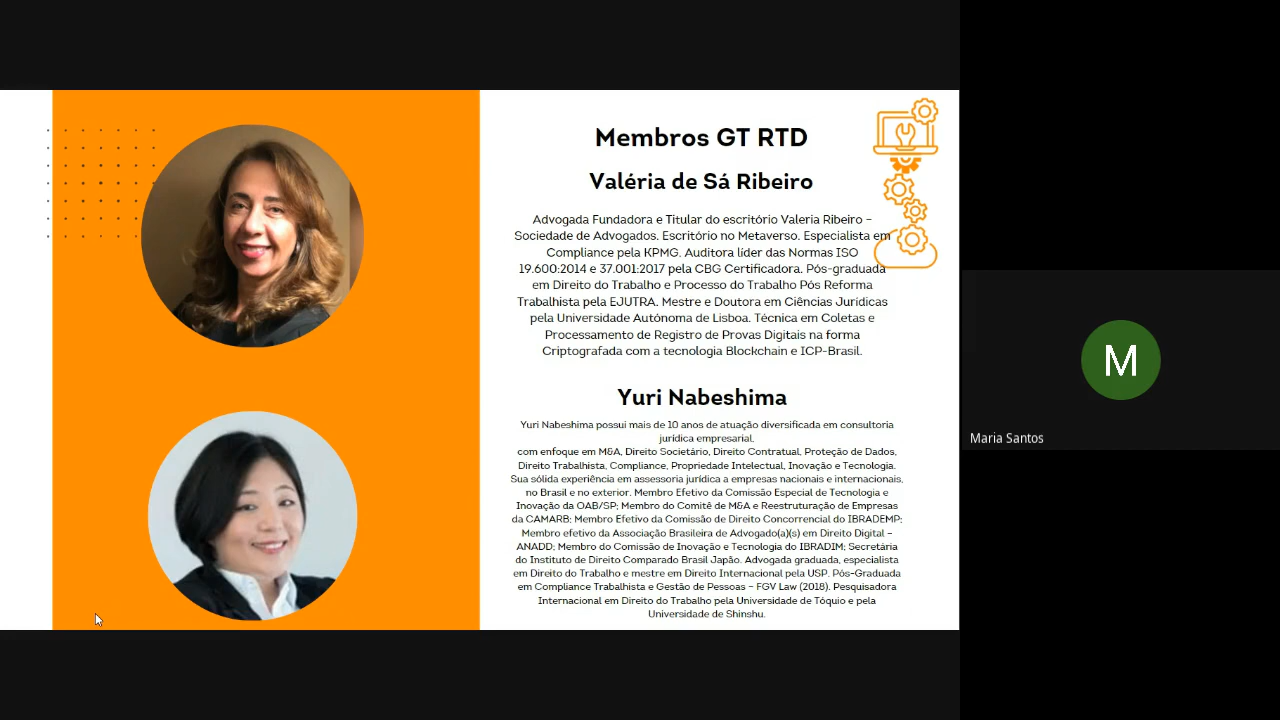 Membros GT RTD
Valéria de Sá Ribeiro
Advogada Fundadora e Titular do escritório Valeria Ribeiro –
Sociedade de Advogados. Escritório no Metaverso. Especialista em
Compliance pela KPMG. Auditora líder das Normas ISO
19.600:2014 e 37.001:2017 pela CBG Certificadora. Pós-graduada
em Direito do Trabalho e Processo do Trabalho Pós Reforma
Trabalhista pela EJUTRA. Mestre e Doutora em Ciências Jurídicas
pela Universidade Autónoma de Lisboa. Técnica em Coletas e
Processamento de Registro de Provas Digitais na forma
Criptografada com a tecnologia Blockchain e ICP-Brasil.
Yuri Nabeshima
Yuri Nabeshima possui mais de 10 anos de atuação diversificada em consultoria
jurídica empresarial,
com enfoque em M&A, Direito Societário, Direito Contratual, Proteção de Dados,
Direito Trabalhista, Compliance, Propriedade Intelectual, Inovação e Tecnologia.
Sua sólida experiência em assessoria jurídica a empresas nacionais e internacionais,
no Brasil e no exterior. Membro Efetivo da Comissão Especial de Tecnologia e
Inovação da OAB/SP; Membro do Comitê de M&A e Reestruturação de Empresas
da CAMARB; Membro Efetivo da Comissão de Direito Concorrencial do IBRADEMP;
Membro efetivo da Associação Brasileira de Advogado(a)(s) em Direito Digital –
ANADD; Membro do Comissão de Inovação e Tecnologia do IBRADIM; Secretária
do Instituto de Direito Comparado Brasil Japão. Advogada graduada, especialista
em Direito do Trabalho e mestre em Direito Internacional pela USP. Pós-Graduada
em Compliance Trabalhista e Gestão de Pessoas – FGV Law (2018). Pesquisadora
Internacional em Direito do Trabalho pela Universidade de Tóquio e pela
Universidade de Shinshu.
M
Maria Santos